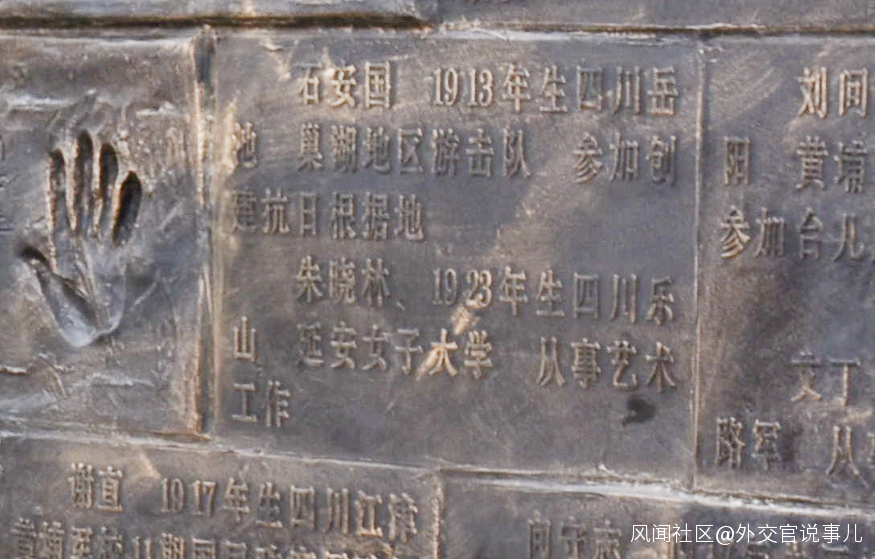 石安国 1913年生四川岳
池 巢湖地区游击队 参加创
建抗日根据地
朱晓林、1923年生四川乐
山 延安女子大学 从事艺术
工作
刘问
阳 黄埔
参加台儿
文丁
路军 从
谢宣 1917年生四川江津
风闻社区@外交官说事儿